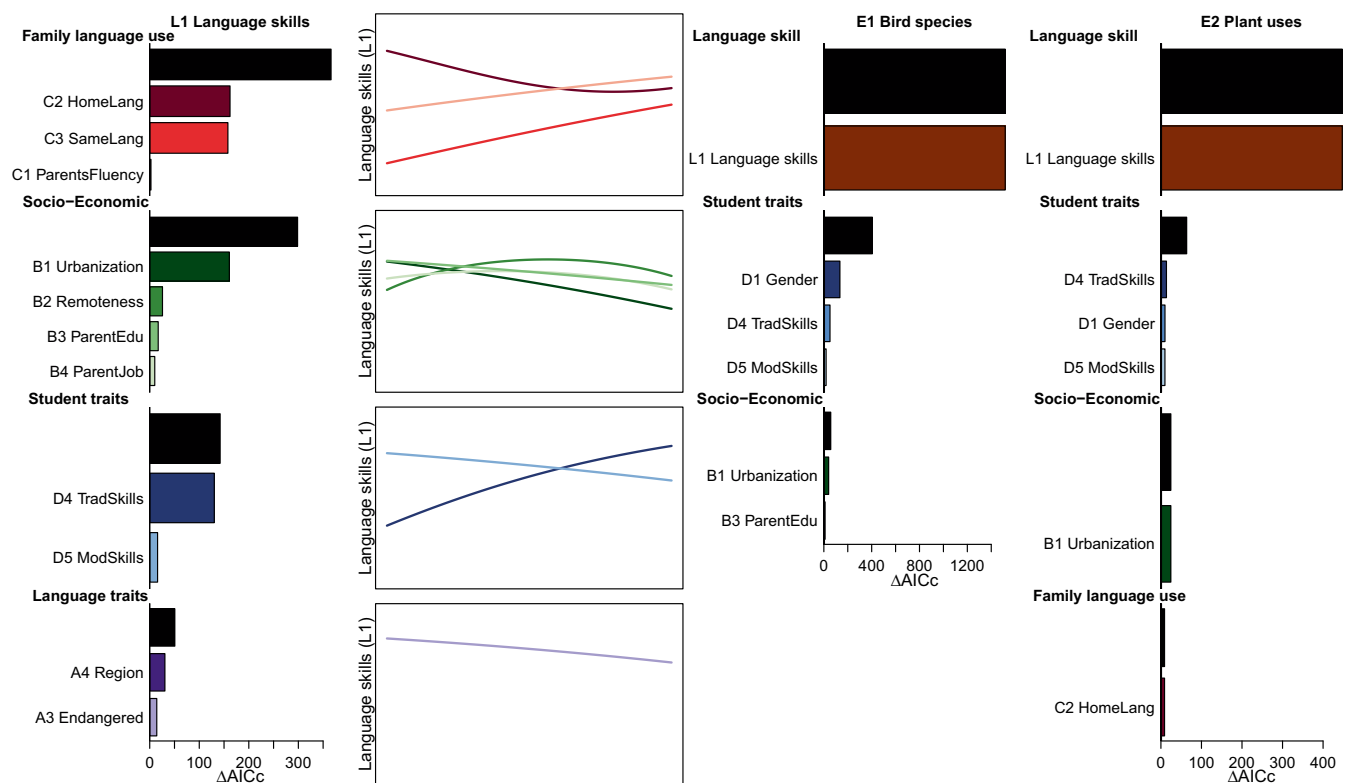 L1 Language skills
Family language use
C2 HomeLang
C3 SameLang
C1 ParentsFluency
Socio−Economic
B1 Urbanization
B2 Remoteness
B3 ParentEdu
B4 ParentJob
Student traits
D4 TradSkills
D5 ModSkills
Language traits
A4 Region
A3 Endangered
0 100 200 300
ΔAICc
Language skills (L1)
Language skills (L1)
Language skills (L1)
Language skills (L1)
E1 Bird species
Language skill
L1 Language skills
Student traits
D1 Gender
D4 TradSkills
D5 ModSkills
Socio−Economic
B1 Urbanization
B3 ParentEdu
0 400 800 1200
ΔAICc
E2 Plant uses
Language skill
L1 Language skills
Student traits
D4 TradSkills
D1 Gender
D5 ModSkills
Socio−Economic
B1 Urbanization
Family language use
C2 HomeLang
0 100 200 300 400
ΔAICc